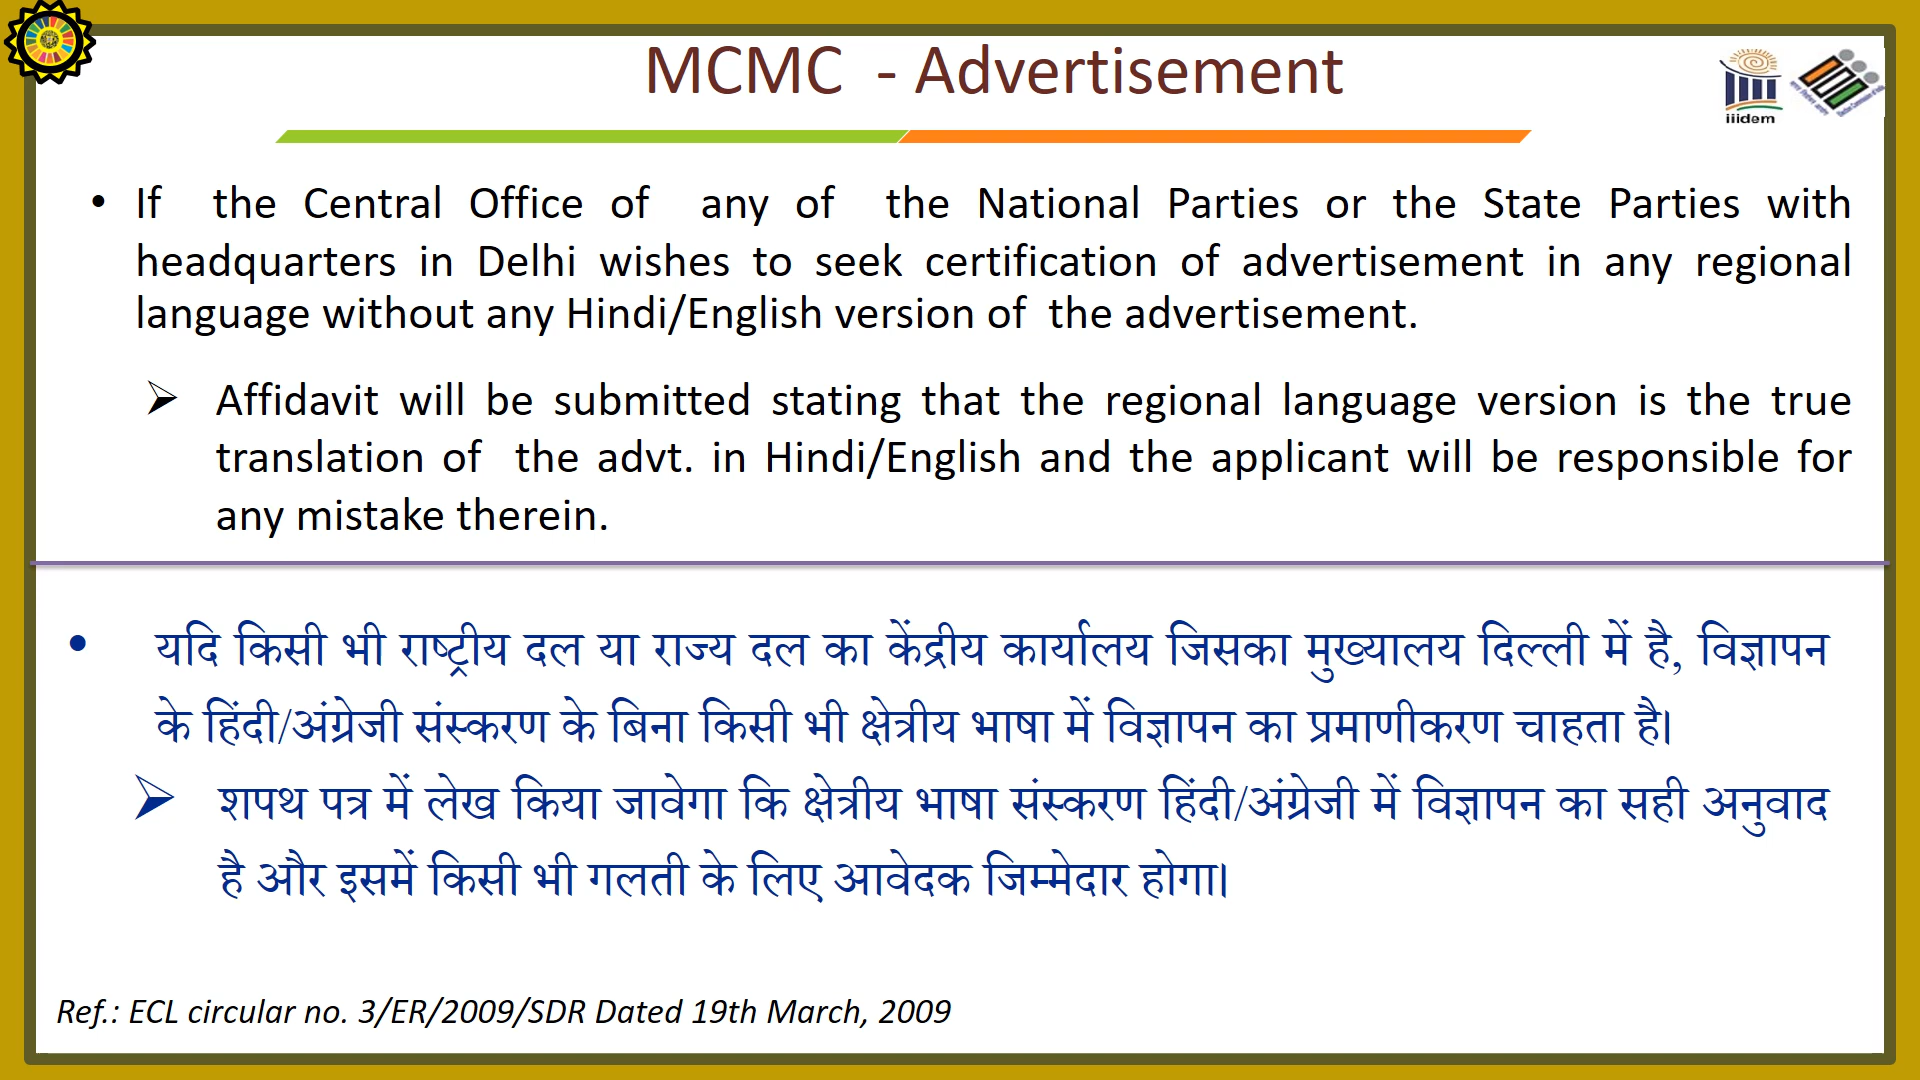 MCMC - Advertisement
iiidem
• If the Central Office of any of the National Parties or the State Parties with
headquarters in Delhi wishes to seek certification of advertisement in any regional
language without any Hindi/English version of the advertisement.
➢ Affidavit will be submitted stating that the regional language version is the true
translation of the advt. in Hindi/English and the applicant will be responsible for
any mistake therein.
• यदि किसी भी राष्ट्रीय दल या राज्य दल का केंद्रीय कार्यालय जिसका मुख्यालय दिल्ली में है, विज्ञापन
के हिंदी/अंग्रेजी संस्करण के बिना किसी भी क्षेत्रीय भाषा में विज्ञापन का प्रमाणीकरण चाहता है।
➢ शपथ पत्र में लेख किया जावेगा कि क्षेत्रीय भाषा संस्करण हिंदी/अंग्रेजी में विज्ञापन का सही अनुवाद
है और इसमें किसी भी गलती के लिए आवेदक जिम्मेदार होगा।
Ref.: ECL circular no. 3/ER/2009/SDR Dated 19th March, 2009